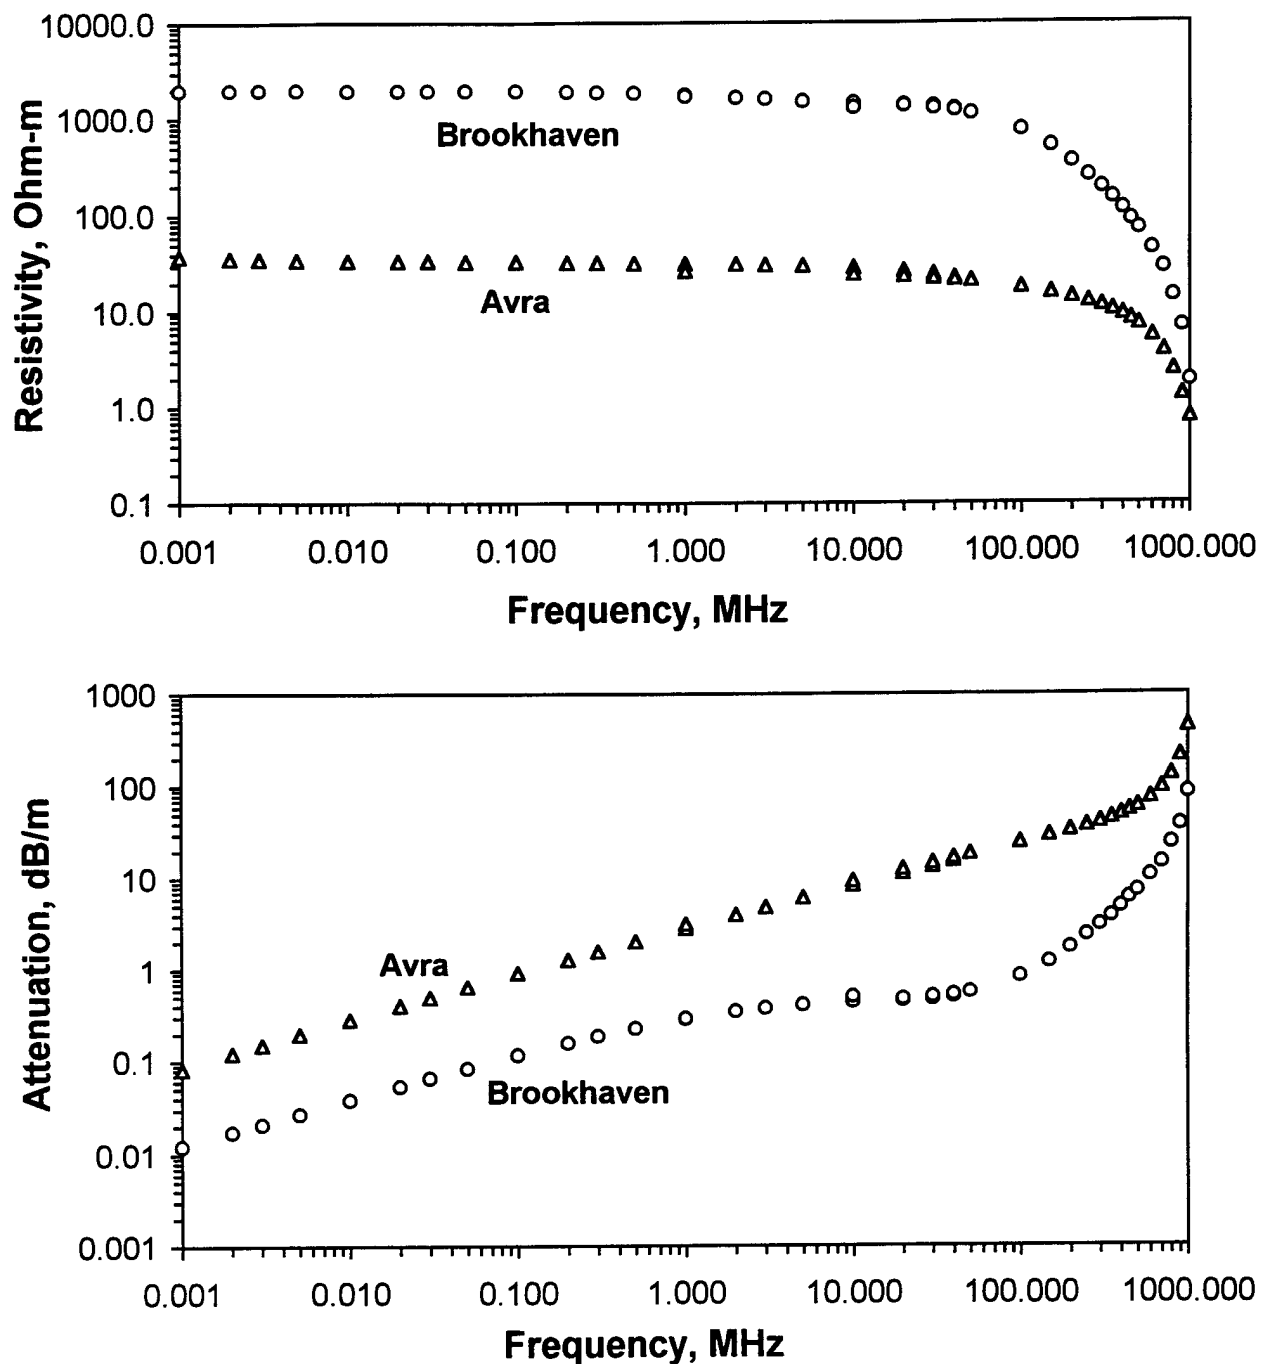 10000.0
1000.0
100.0
10.0
1.0
0.1
Resistivity, Ohm-m
Brookhaven
Avra
0.001 0.010 0.100 1.000 10.000 100.000 1000.000
Frequency, MHz
1000
100
10
1
0.1
0.01
0.001
Attenuation, dB/m
Avra
Brookhaven
0.001 0.010 0.100 1.000 10.000 100.000 1000.000
Frequency, MHz